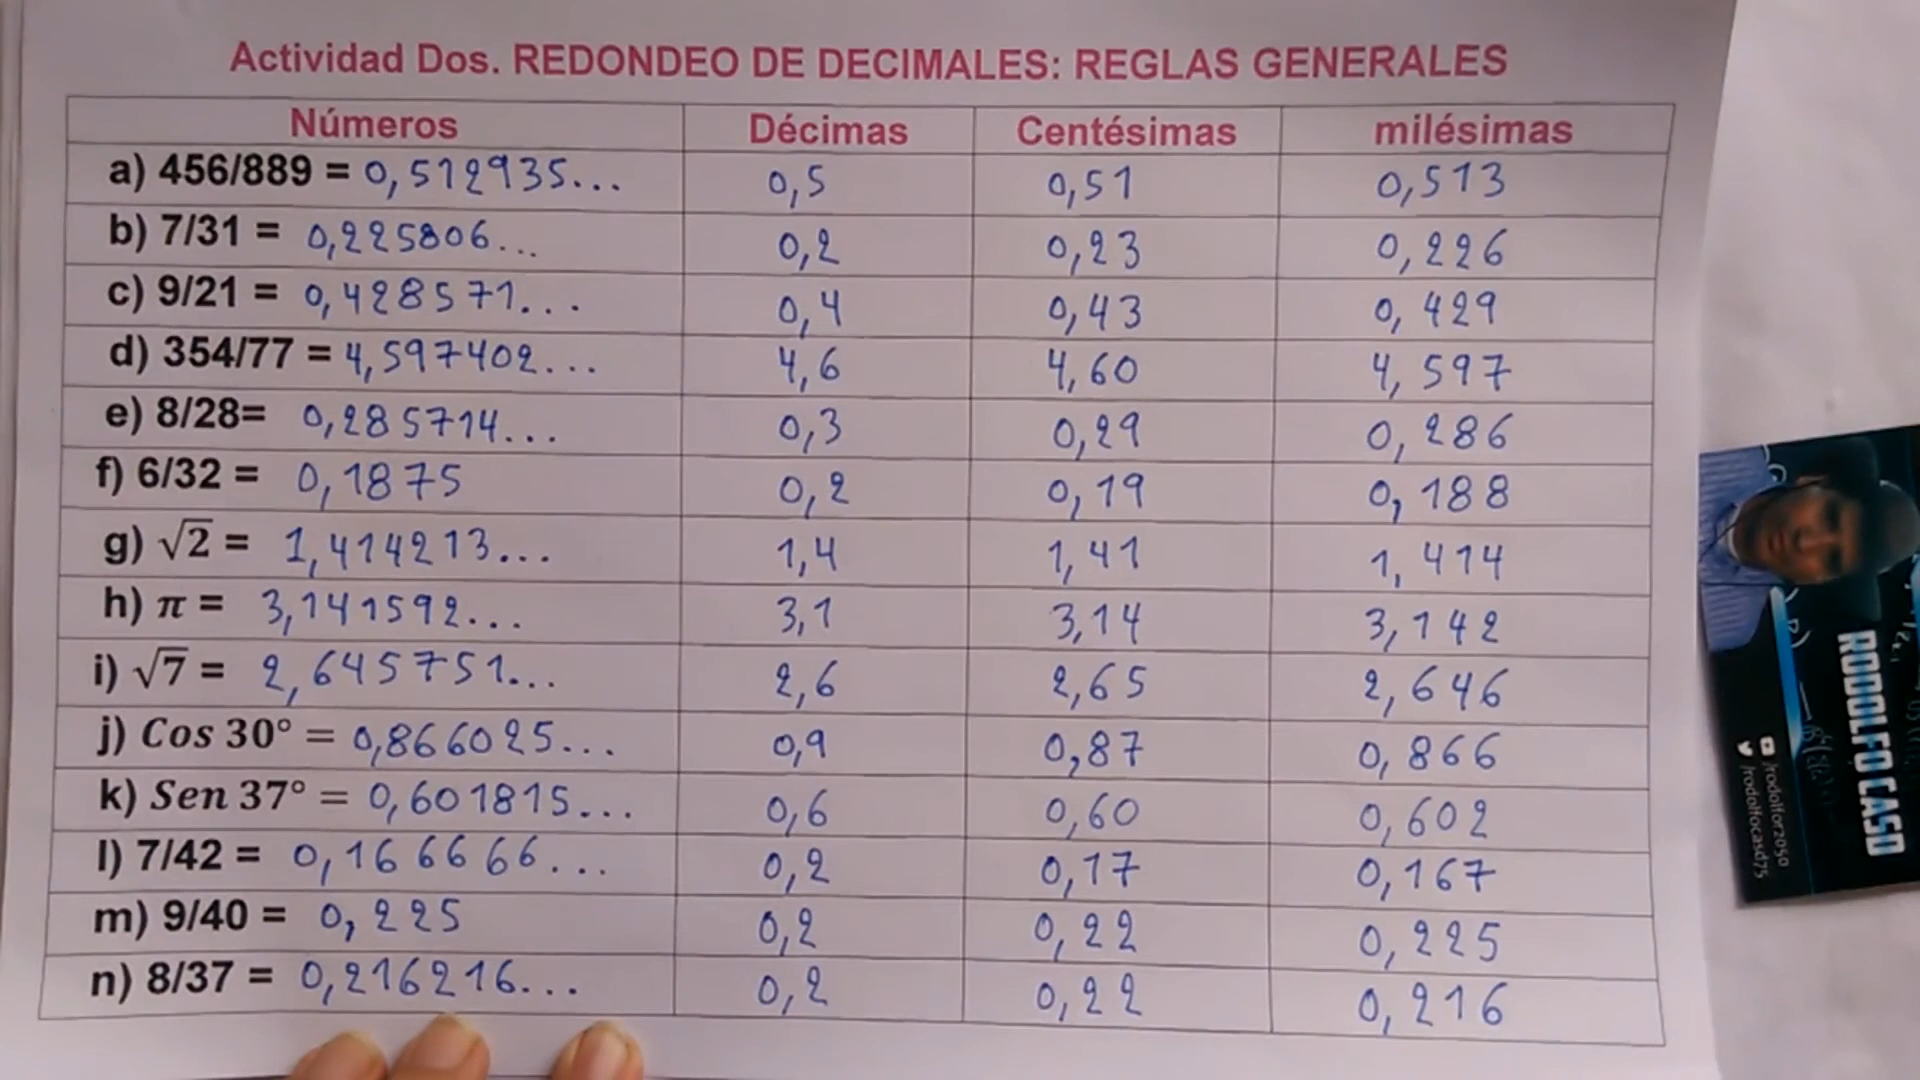 Actividad Dos. REDONDEO DE DECIMALES: REGLAS GENERALES
Números Décimas Centésimas milésimas
a) 456/889 = 0,512935... 0,5 0,51 0,513
b) 7/31 = 0,225806... 0,2 0,23 0,226
c) 9/21 = 0,428571... 0,4 0,43 0,429
d) 354/77 = 4,597402... 4,6 4,60 4,597
e) 8/28= 0,285714... 0,3 0,29 0,286
f) 6/32 = 0,1875 0,2 0,19 0,188
g) √2 = 1,414213... 1,4 1,41 1,414
h) π = 3,141592... 3,1 3,14 3,142
i) √7 = 2,645751... 2,6 2,65 2,646
j) Cos 30° = 0,866025... 0,9 0,87 0,866
k) Sen 37° = 0,601815... 0,6 0,60 0,602
l) 7/42 = 0,166666... 0,2 0,17 0,167
m) 9/40 = 0,225 0,2 0,22 0,225
n) 8/37 = 0,216216... 0,2 0,22 0,216
RODOLFO CASO